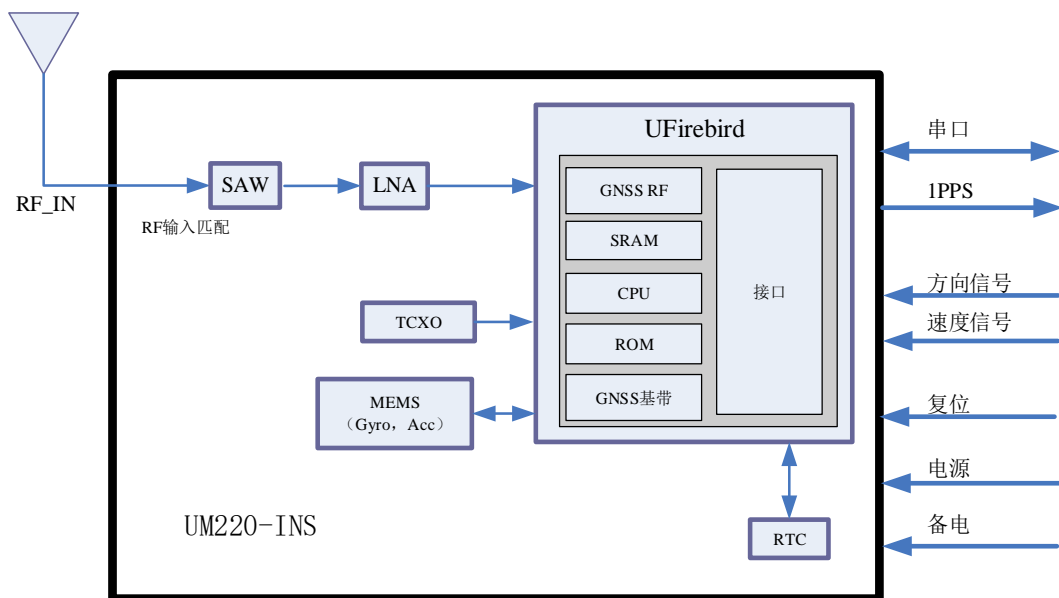 RF_IN
RF输入匹配
SAW
LNA
UFirebird
GNSS RF
SRAM
CPU
ROM
GNSS基带
接口
TCXO
MEMS
（Gyro，Acc）
RTC
UM220-INS
串口
1PPS
方向信号
速度信号
复位
电源
备电